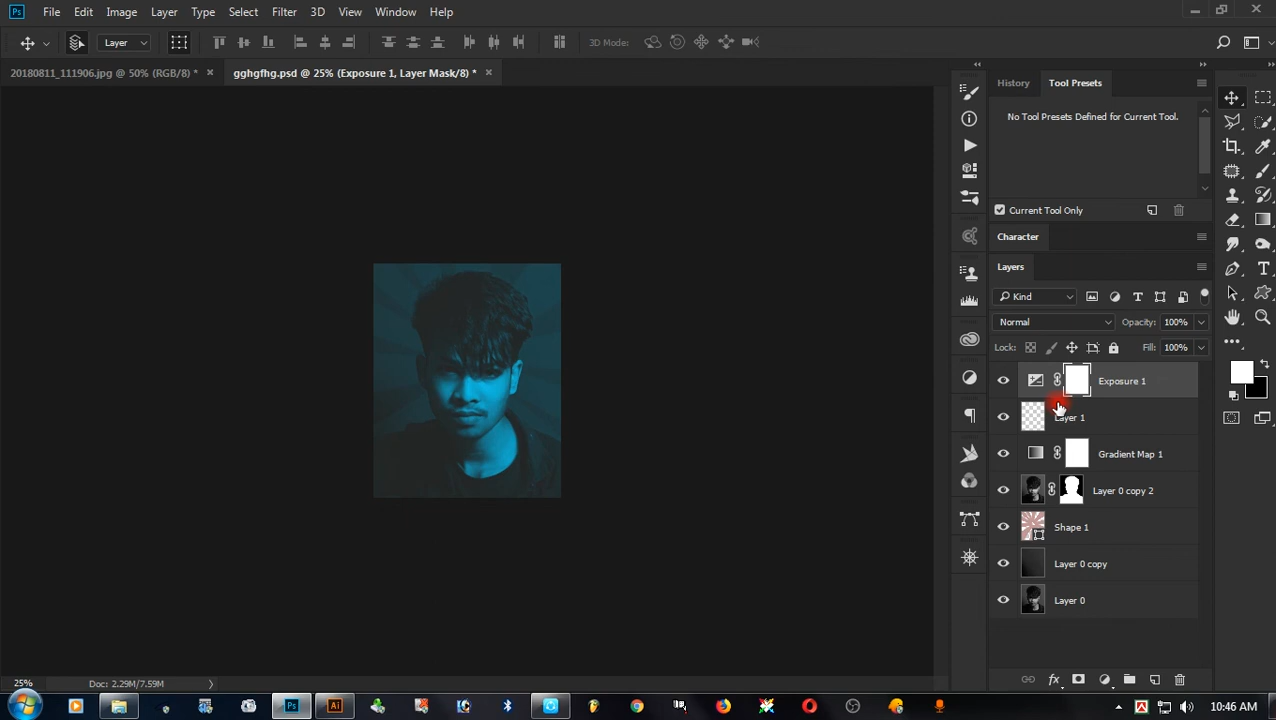 Ps File Edit Image Layer Type Select Filter 3D View Window Help
Layer 3D Mode:
20180811_111906.jpg @ 50% (RGB/8) * × gghgfhg.psd @ 25% (Exposure 1, Layer Mask/8) * ×
History Tool Presets
No Tool Presets Defined for Current Tool.
Current Tool Only
Character
Layers
Kind
Normal Opacity: 100%
Lock: Fill: 100%
Exposure 1
Layer 1
Gradient Map 1
Layer 0 copy 2
Shape 1
Layer 0 copy
Layer 0
fx
25% Doc: 2.29M/7.59M
Ps Ai 10:46 AM